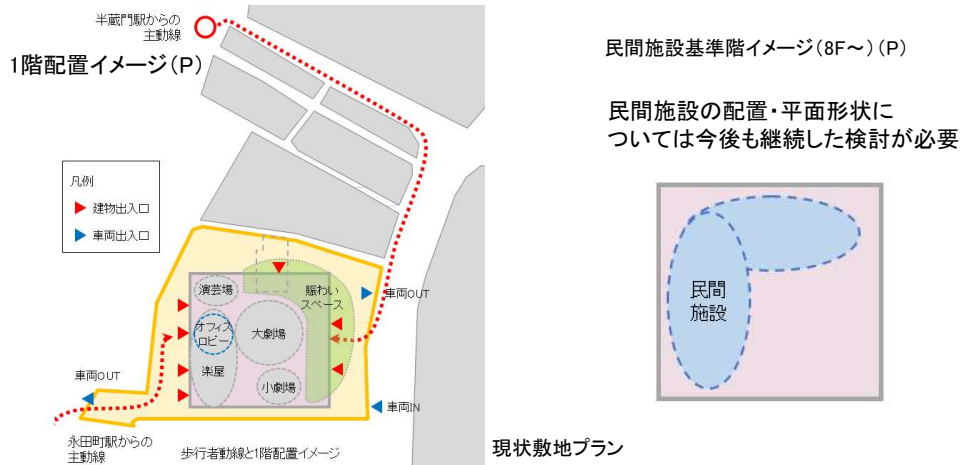 半蔵門駅からの
主動線
1階配置イメージ(P)
凡例
建物出入口
車両出入口
演芸場
賑わい
スペース
車両OUT
オフィス
ロビー
大劇場
楽屋
小劇場
車両OUT
車両IN
永田町駅からの
主動線
歩行者動線と1階配置イメージ
民間施設基準階イメージ(8F～)(P)
民間施設の配置・平面形状に
ついては今後も継続した検討が必要
民間
施設
現状敷地プラン